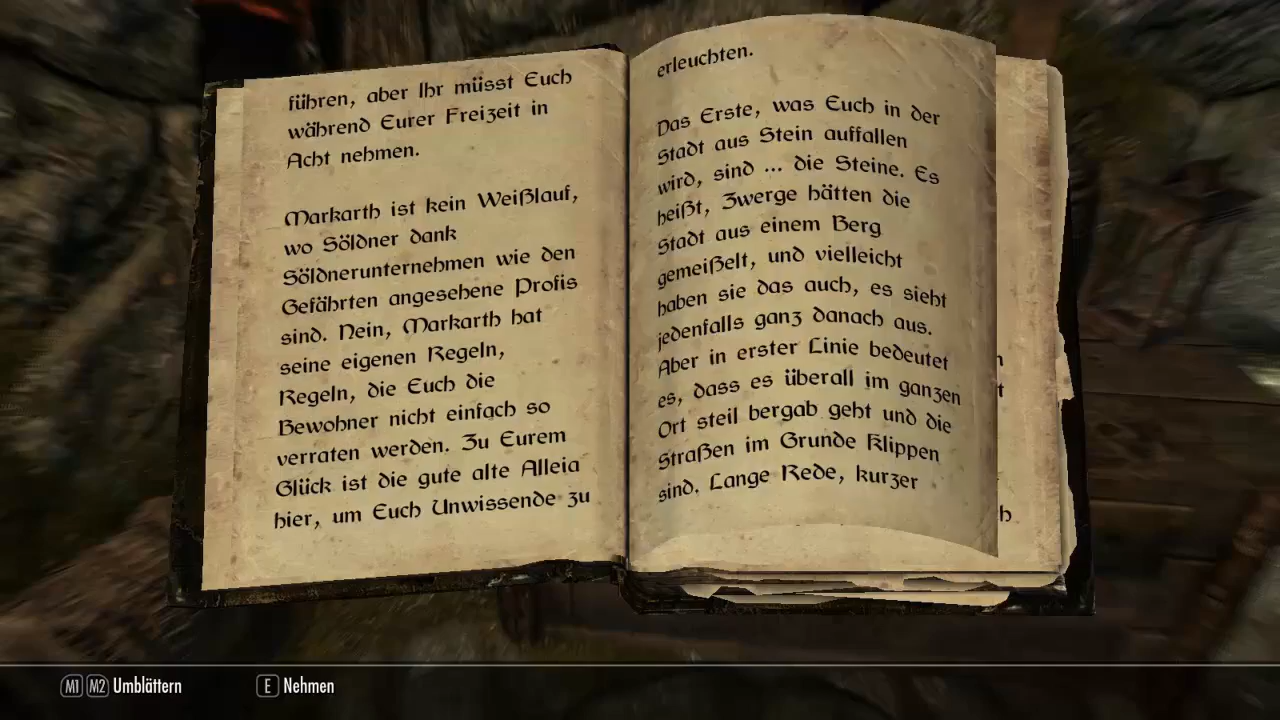 führen, aber Ihr müsst Euch
während Eurer Freizeit in
Acht nehmen.
Markarth ist kein Weißlauf,
wo Söldner dank
Söldnerunternehmen wie den
Gefährten angesehene Profis
sind. Nein, Markarth hat
seine eigenen Regeln,
Regeln, die Euch die
Bewohner nicht einfach so
verraten werden. Zu Eurem
Glück ist die gute alte Alleia
hier, um Euch Unwissende zu
erleuchten.
Das Erste, was Euch in der
Stadt aus Stein auffallen
wird, sind ... die Steine. Es
heißt, Zwerge hätten die
Stadt aus einem Berg
gemeißelt, und vielleicht
haben sie das auch, es sieht
jedenfalls ganz danach aus.
Aber in erster Linie bedeutet
es, dass es überall im ganzen
Ort steil bergab geht und die
Straßen im Grunde Klippen
sind. Lange Rede, kurzer
M1 M2 Umblättern
E Nehmen